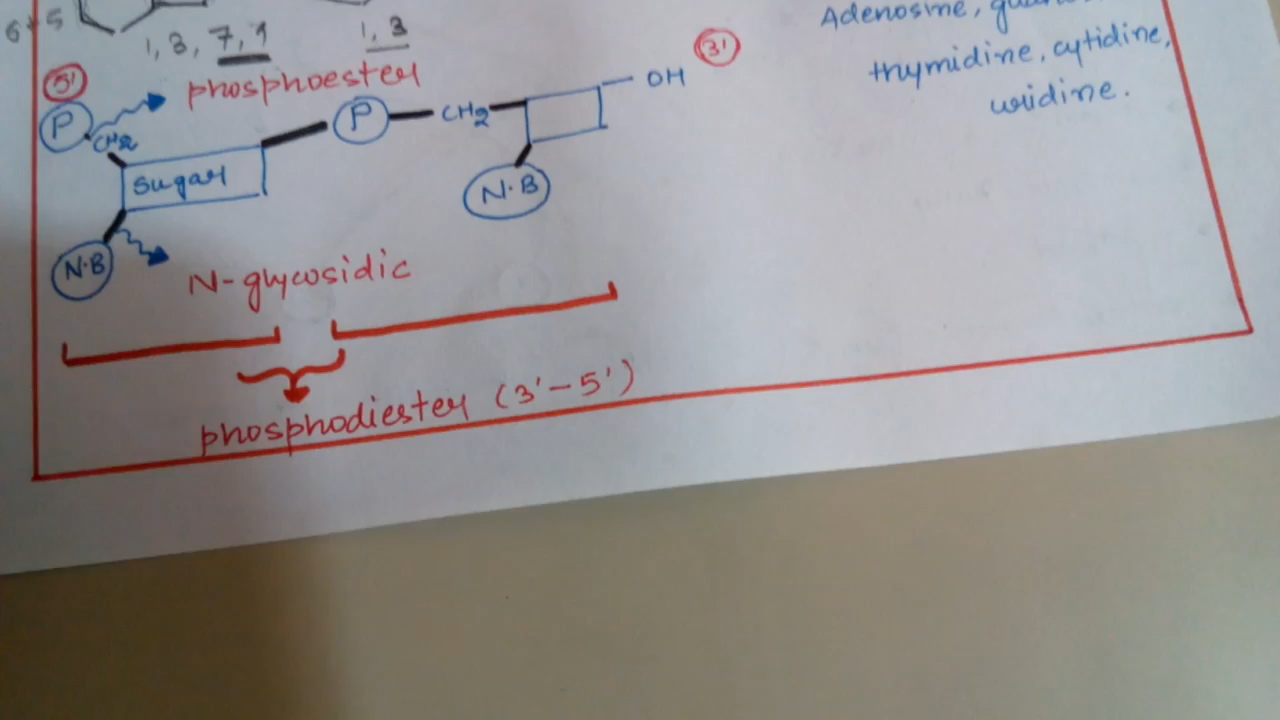 6+5
1, 3, 7, 9
1, 3
Adenosine,
thymidine, cytidine,
uridine.
5'
phosphoester
P
CH2
P
CH2
OH
3'
Sugar
N·B
N·B
N-glycosidic
phosphodiester (3'-5')